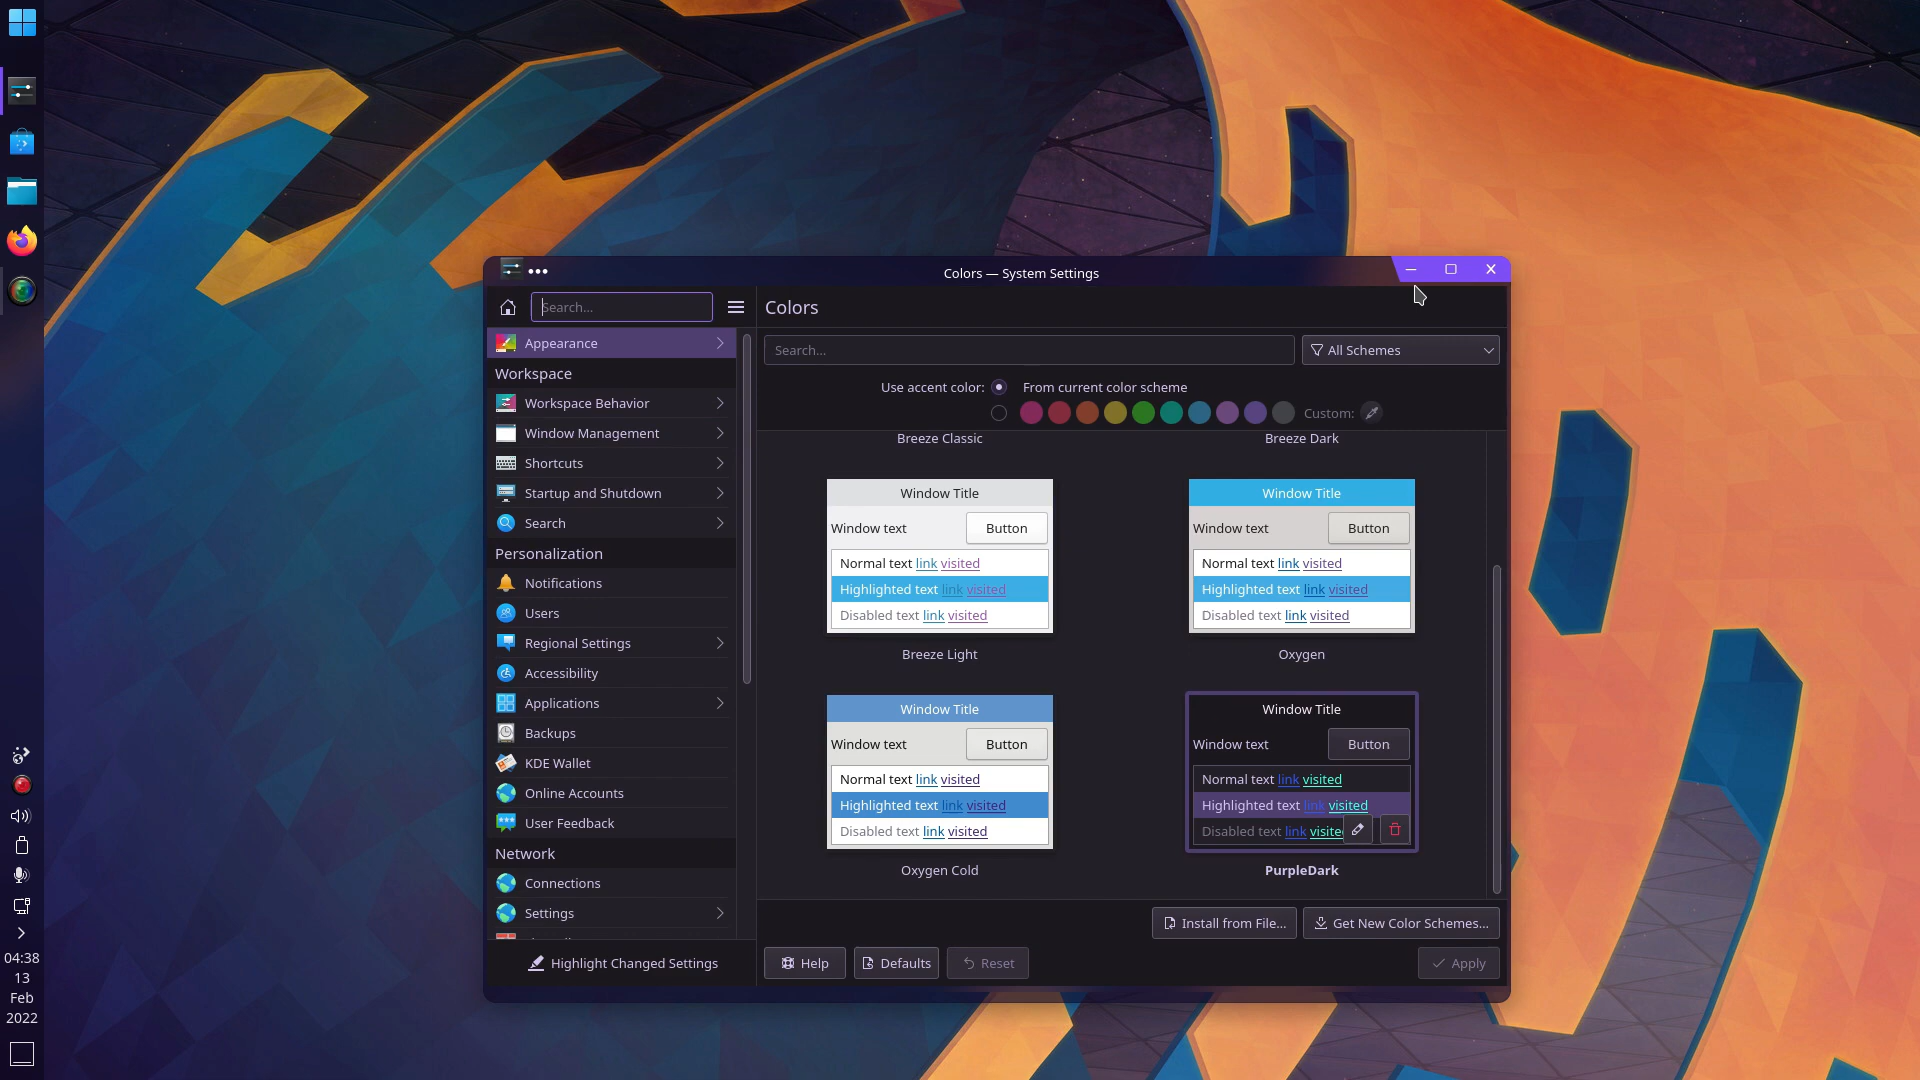 Colors — System Settings
Search...
Colors
Appearance
Workspace
Workspace Behavior
Window Management
Shortcuts
Startup and Shutdown
Search
Personalization
Notifications
Users
Regional Settings
Accessibility
Applications
Backups
KDE Wallet
Online Accounts
User Feedback
Network
Connections
Settings
Highlight Changed Settings
Search...
All Schemes
Use accent color:
From current color scheme
Custom:
Breeze Classic
Breeze Dark
Window Title
Window text
Button
Normal text link visited
Highlighted text link visited
Disabled text link visited
Breeze Light
Window Title
Window text
Button
Normal text link visited
Highlighted text link visited
Disabled text link visited
Oxygen
Window Title
Window text
Button
Normal text link visited
Highlighted text link visited
Disabled text link visited
Oxygen Cold
Window Title
Window text
Button
Normal text link visited
Highlighted text link visited
Disabled text link
PurpleDark
Install from File...
Get New Color Schemes...
Help
Defaults
Reset
Apply
04:38
13
Feb
2022